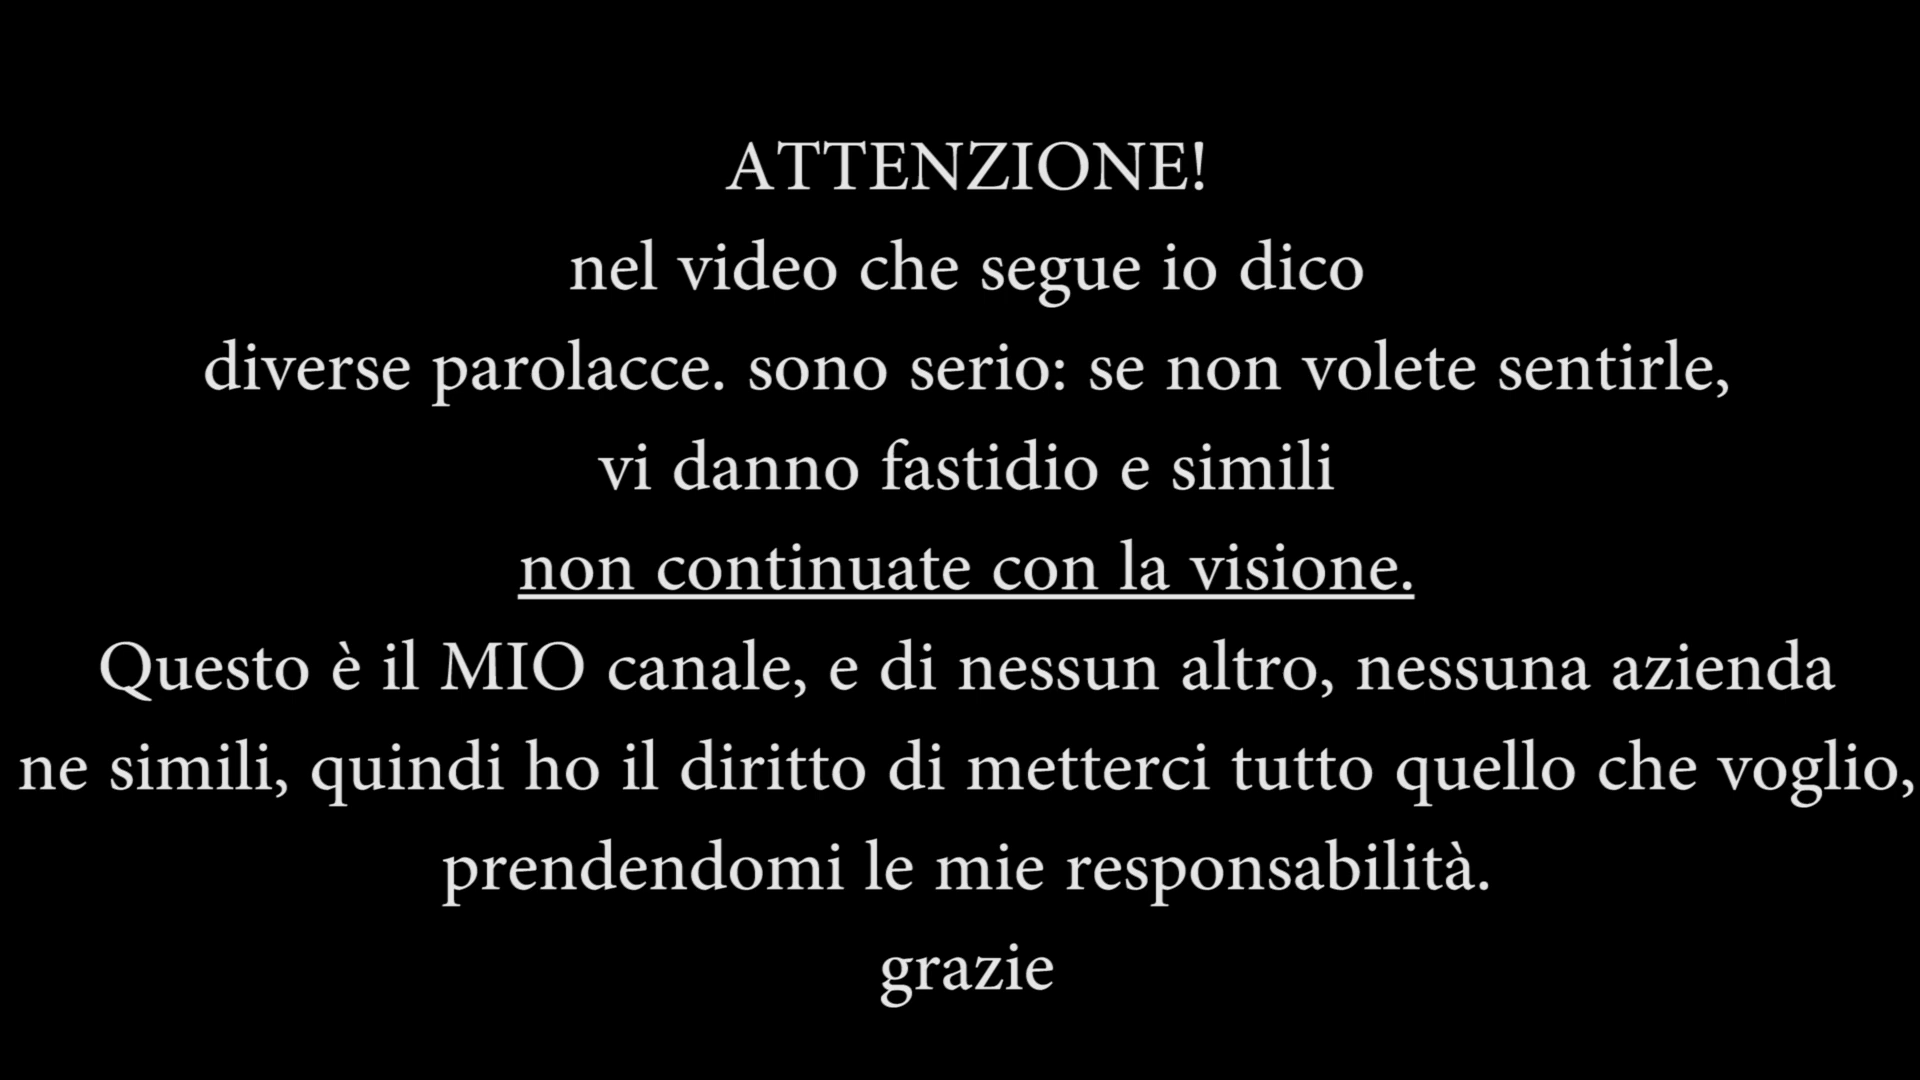 ATTENZIONE!
nel video che segue io dico
diverse parolacce. sono serio: se non volete sentirle,
vi danno fastidio e simili
non continuate con la visione.
Questo è il MIO canale, e di nessun altro, nessuna azienda
ne simili, quindi ho il diritto di metterci tutto quello che voglio,
prendendomi le mie responsabilità.
grazie